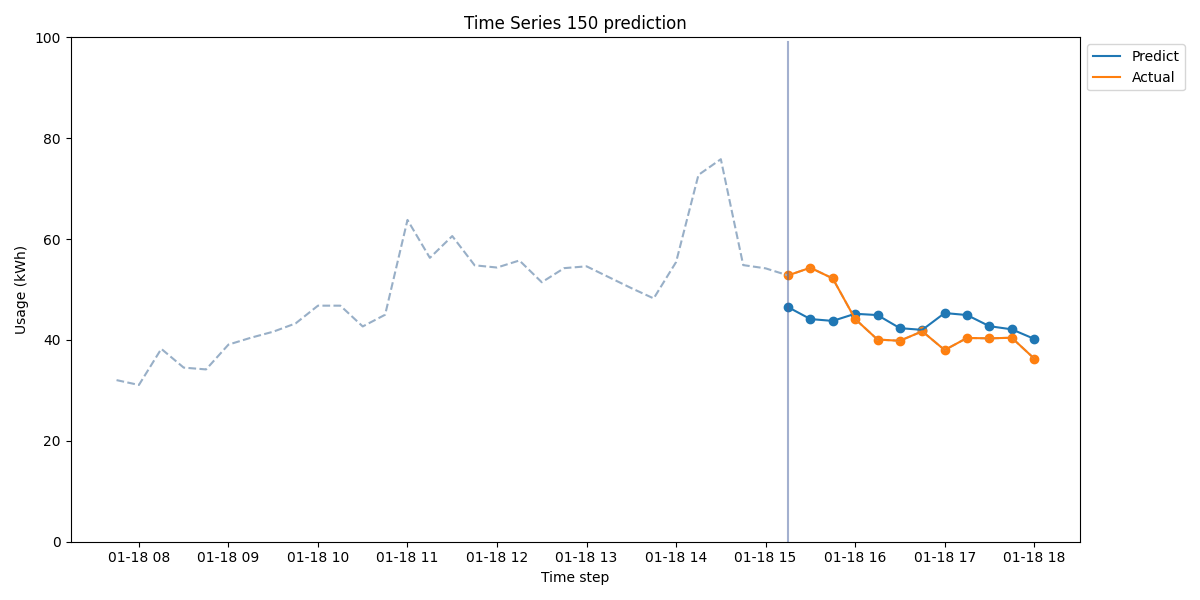 Time Series 150 prediction
Predict
Actual
Usage (kWh)
100
80
60
40
20
0
01-18 08 01-18 09 01-18 10 01-18 11 01-18 12 01-18 13 01-18 14 01-18 15 01-18 16 01-18 17 01-18 18
Time step